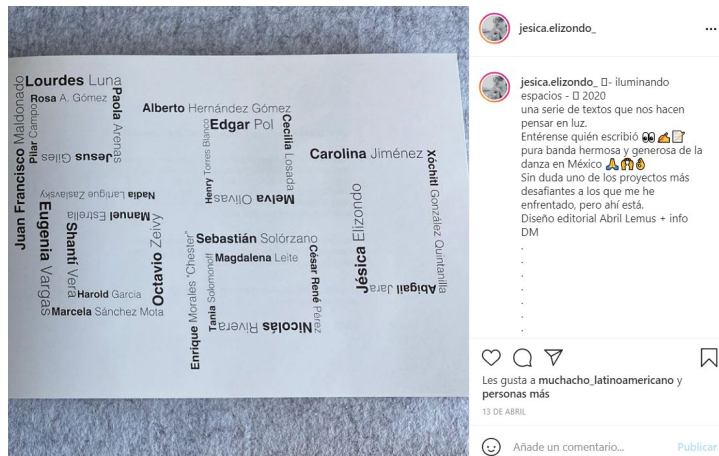 Lourdes Luna
Rosa A. Gómez
Paola Arenas
Jesus Giles
Pilar Campo
Juan Francisco Maldonado
Alberto Hernández Gómez
Edgar Pol
Cecilia Losada
Melva Olivas
Henry Torres Blanco
Carolina Jiménez
Xóchitl González Quintanilla
Abigail Jara
Jésica Elizondo
Nadia Lartigue Zaslavsky
Manuel Estrella
Eugenia Vargas
Shanti Vera
Octavio Zeivy
Harold Garcia
Marcela Sánchez Mota
Sebastián Solórzano
Magdalena Leite
César René Pérez
Nicolás Rivera
Tania Solomonoff
Enrique Morales "Chester"
jesica.elizondo_
jesica.elizondo_ - iluminando
espacios - 2020
una serie de textos que nos hacen
pensar en luz.
Entérense quién escribió 👀✍📝
pura banda hermosa y generosa de la
danza en México 🙏🙆👌
Sin duda uno de los proyectos más
desafiantes a los que me he
enfrentado, pero ahí está.
Diseño editorial Abril Lemus + info
DM
.
.
.
.
.
.
Les gusta a muchacho_latinoamericano y
personas más
13 DE ABRIL
Añade un comentario...
Publicar